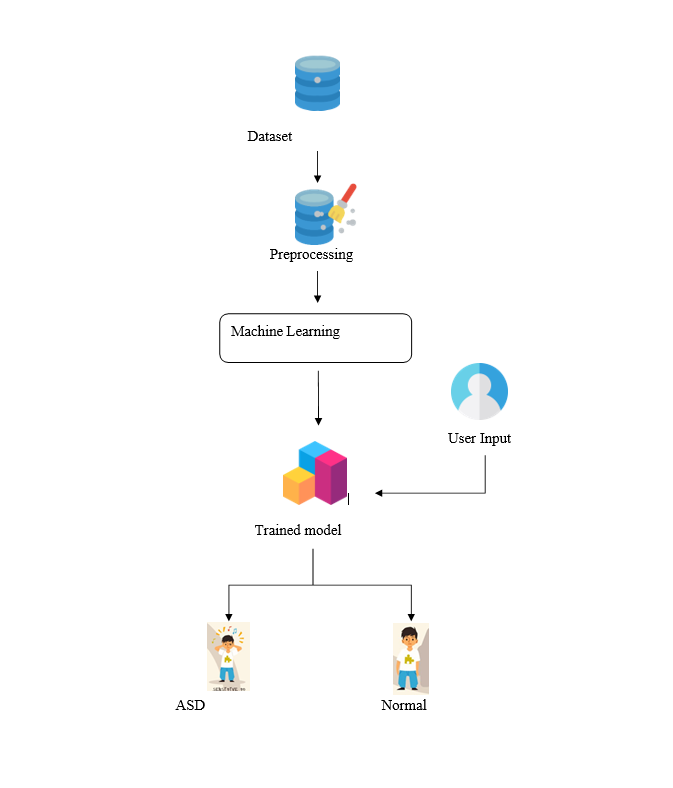 Dataset
Preprocessing
Machine Learning
User Input
Trained model
ASD
Normal